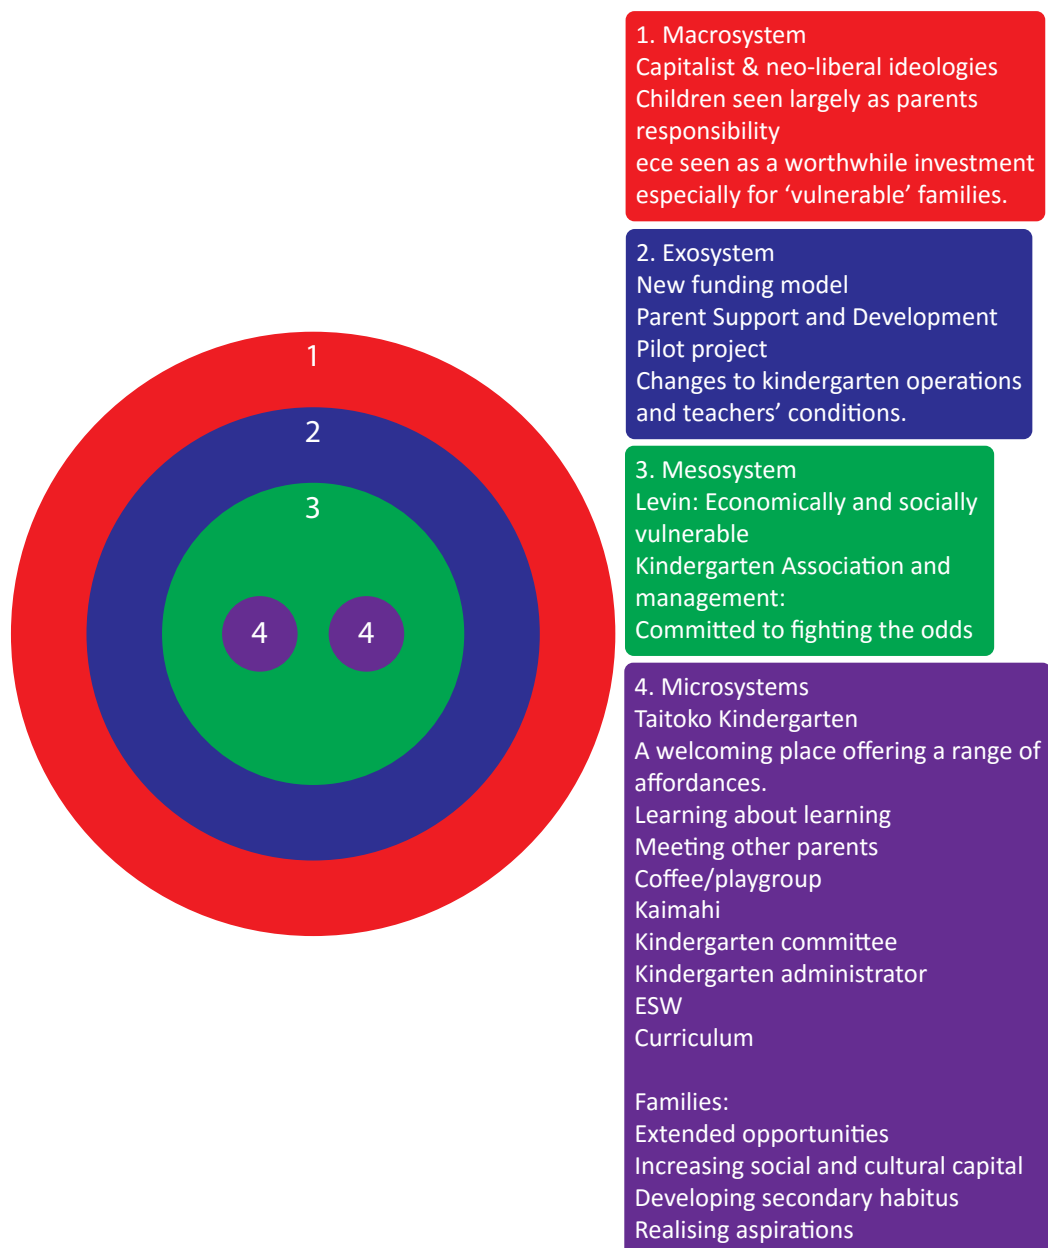 1. Macrosystem
Capitalist & neo-liberal ideologies
Children seen largely as parents
responsibility
ece seen as a worthwhile investment
especially for ‘vulnerable’ families.
2. Exosystem
New funding model
Parent Support and Development
Pilot project
Changes to kindergarten operations
and teachers’ conditions.
3. Mesosystem
Levin: Economically and socially
vulnerable
Kindergarten Association and
management:
Committed to fighting the odds
4. Microsystems
Taitoko Kindergarten
A welcoming place offering a range of
affordances.
Learning about learning
Meeting other parents
Coffee/playgroup
Kaimahi
Kindergarten committee
Kindergarten administrator
ESW
Curriculum
Families:
Extended opportunities
Increasing social and cultural capital
Developing secondary habitus
Realising aspirations
1
2
3
4 4